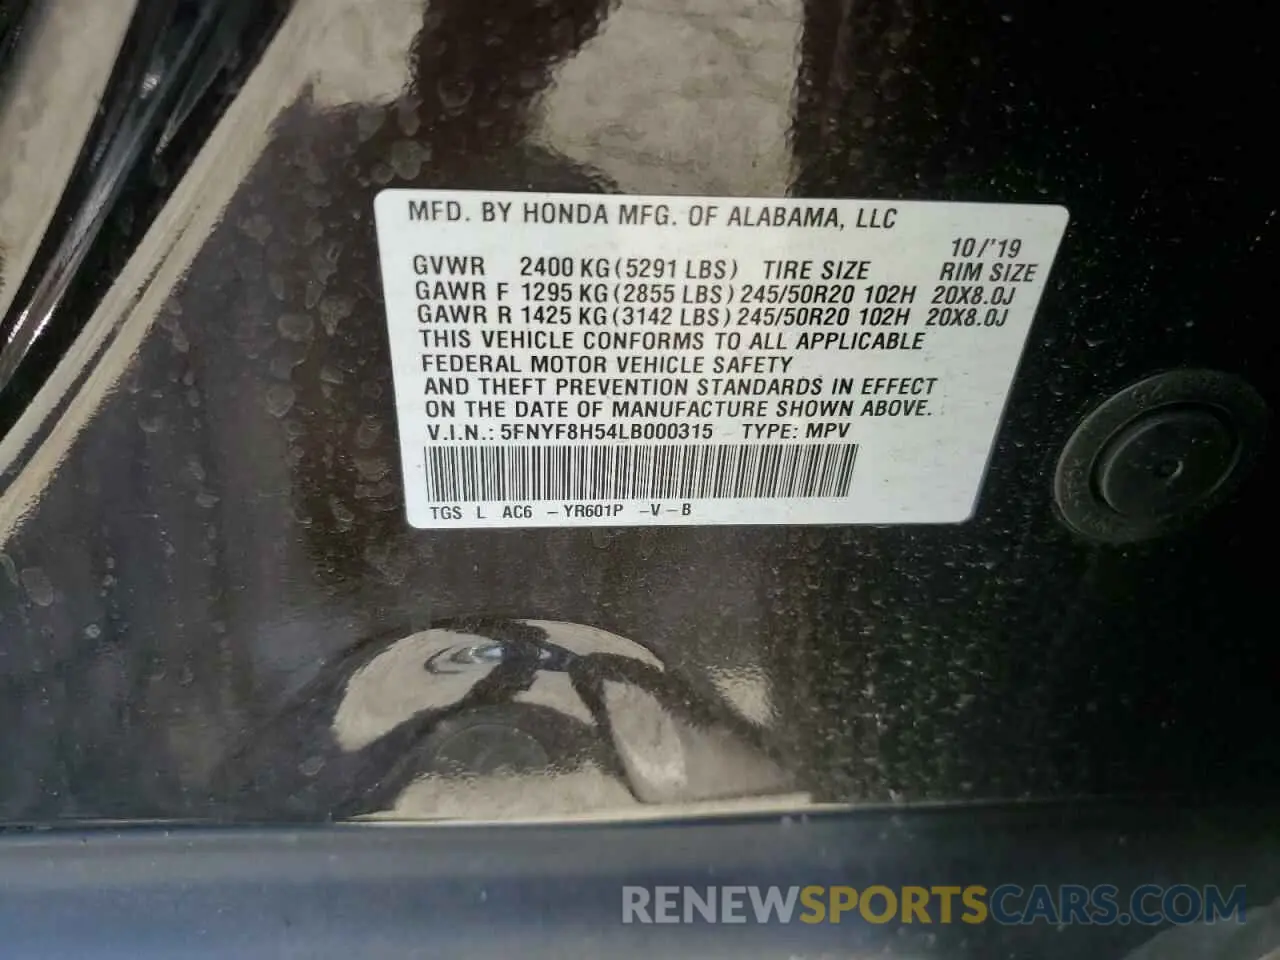 MFD. BY HONDA MFG. OF ALABAMA, LLC
10/'19
GVWR 2400 KG (5291 LBS) TIRE SIZE RIM SIZE
GAWR F 1295 KG (2855 LBS) 245/50R20 102H 20X8.0J
GAWR R 1425 KG (3142 LBS) 245/50R20 102H 20X8.0J
THIS VEHICLE CONFORMS TO ALL APPLICABLE
FEDERAL MOTOR VEHICLE SAFETY
AND THEFT PREVENTION STANDARDS IN EFFECT
ON THE DATE OF MANUFACTURE SHOWN ABOVE.
V.I.N.: 5FNYF8H54LB000315 TYPE: MPV
TGS L AC6 - YR601P - V - B
RENEWSPORTSCARS.COM